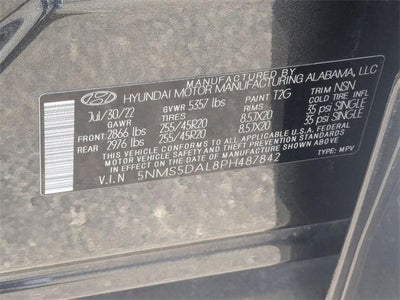 MANUFACTURED BY
HYUNDAI MOTOR MANUFACTURING ALABAMA, LLC
Jul/30/22 GVWR 5357 lbs PAINT T2G TRIM NSN
GAWR TIRES RIMS COLD TIRE INFL
FRONT 2866 lbs 255/45R20 8.5JX20 35 psi SINGLE
REAR 2976 lbs 255/45R20 8.5JX20 35 psi SINGLE
THIS VEHICLE CONFORMS TO ALL APPLICABLE U.S.A. FEDERAL
MOTOR VEHICLE SAFETY AND THEFT PREVENTION STANDARDS
IN EFFECT ON THE DATE OF MANUFACTURE SHOWN ABOVE.
V.I.N 5NMS5DAL8PH487842 TYPE: MPV